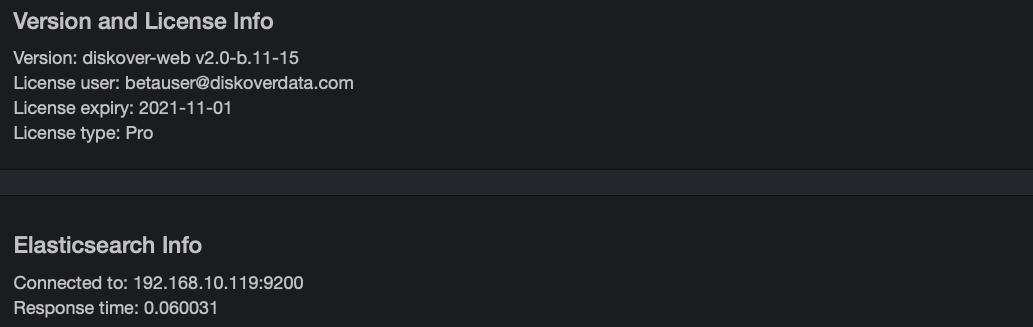 Version and License Info
Version: diskover-web v2.0-b.11-15
License user: betauser@diskoverdata.com
License expiry: 2021-11-01
License type: Pro
Elasticsearch Info
Connected to: 192.168.10.119:9200
Response time: 0.060031